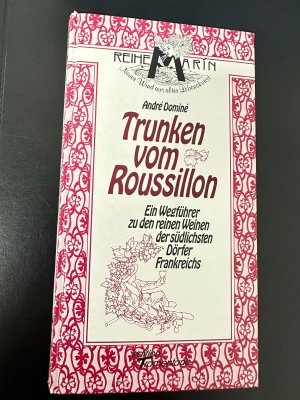 REIHE MARIN
André Dominé
Trunken
vom
Roussillon
Ein Wegführer
zu den reinen Weinen
der südlichsten
Dörfer
Frankreichs